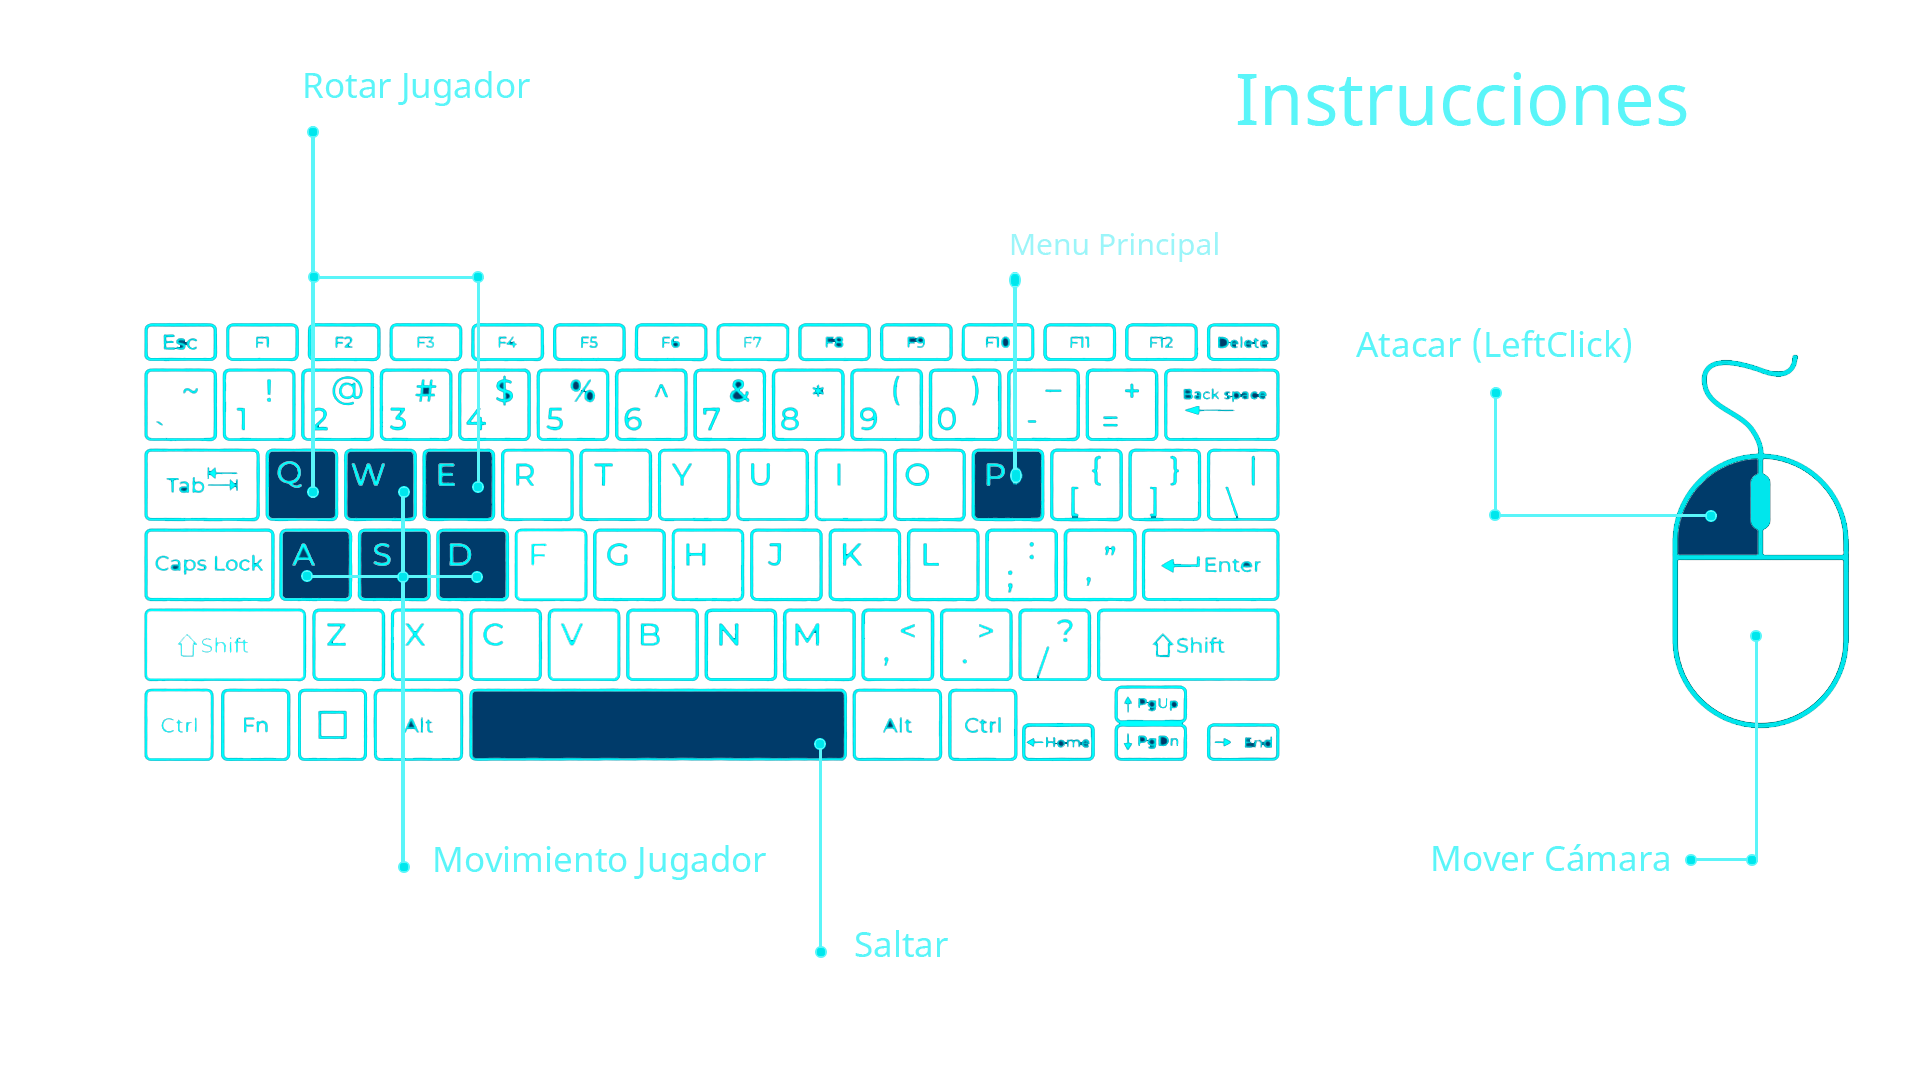 Rotar Jugador
Instrucciones
Menu Principal
Atacar (LeftClick)
Esc F1 F2 F3 F4 F5 F6 F7 F8 F9 F10 F11 F12 Delete
~ ` ! 1 @ 2 # 3 $ 4 % 5 ^ 6 & 7 * 8 ( 9 ) 0 _ - + = Back space
Tab Q W E R T Y U I O P { [ } ] | \
Caps Lock A S D F G H J K L : ; " , Enter
Shift Z X C V B N M < , > . ? / Shift
Ctrl Fn Alt Alt Ctrl Home PgUp PgDn End
Movimiento Jugador
Mover Cámara
Saltar